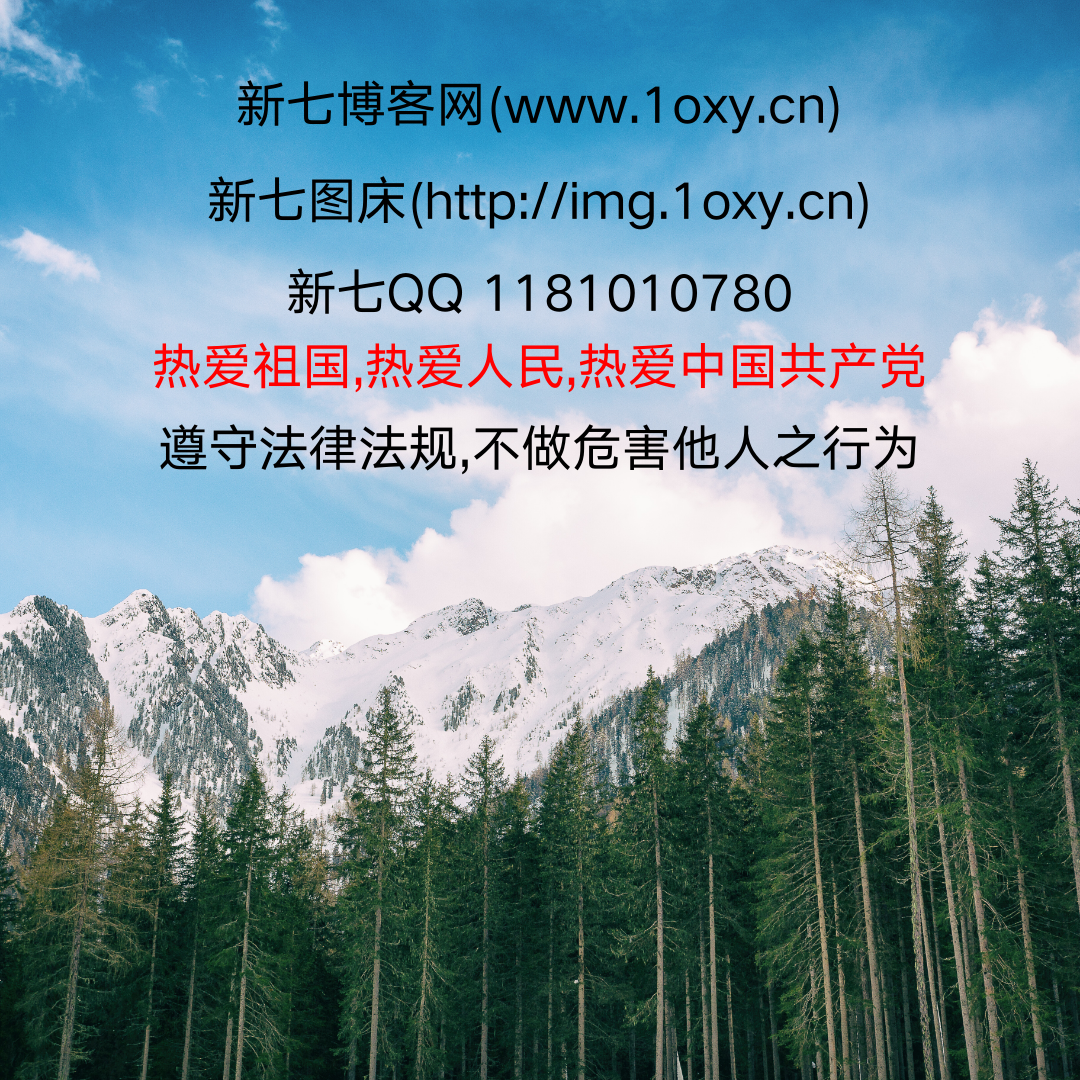 新七博客网(www.1oxy.cn)
新七图床(http://img.1oxy.cn)
新七QQ 1181010780
热爱祖国,热爱人民,热爱中国共产党
遵守法律法规,不做危害他人之行为